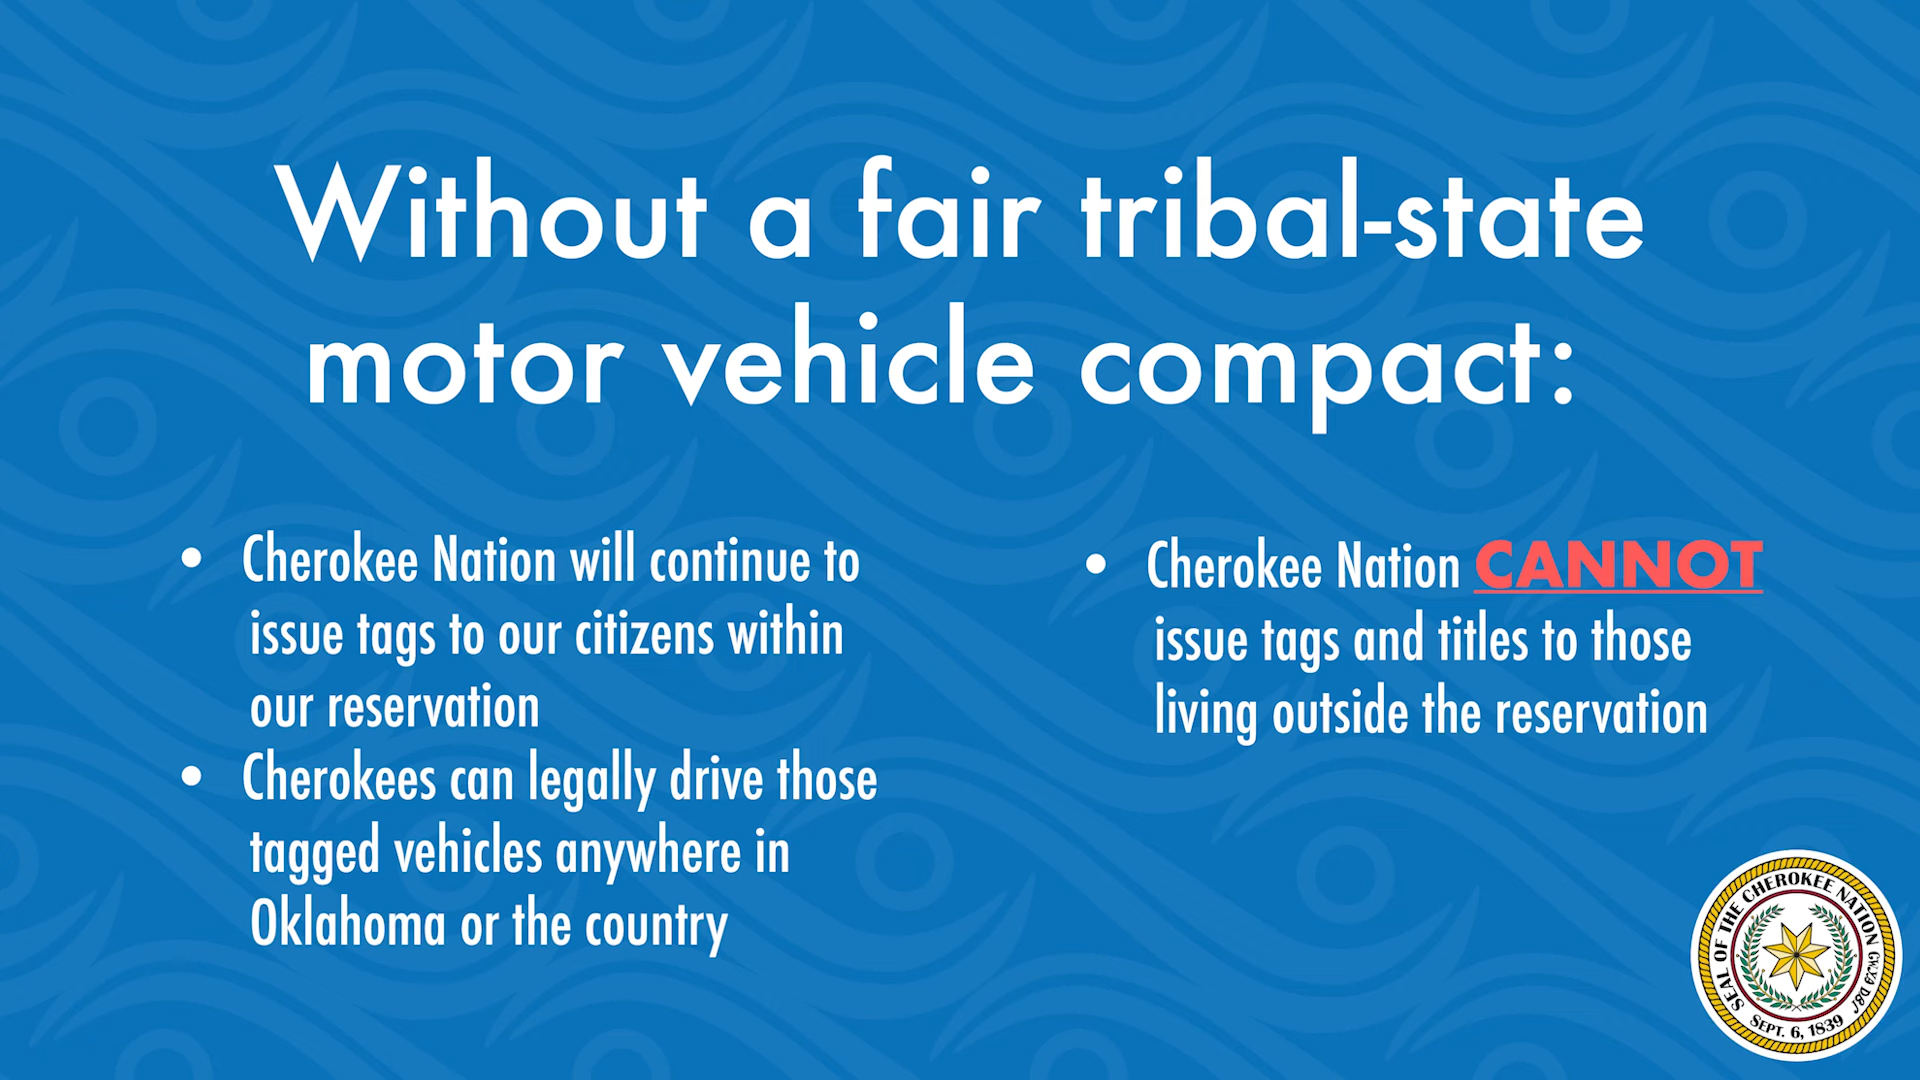 Without a fair tribal-state
motor vehicle compact:
• Cherokee Nation will continue to
issue tags to our citizens within
our reservation
• Cherokees can legally drive those
tagged vehicles anywhere in
Oklahoma or the country
• Cherokee Nation CANNOT
issue tags and titles to those
living outside the reservation
SEAL OF THE CHEROKEE NATION
SEPT. 6, 1839